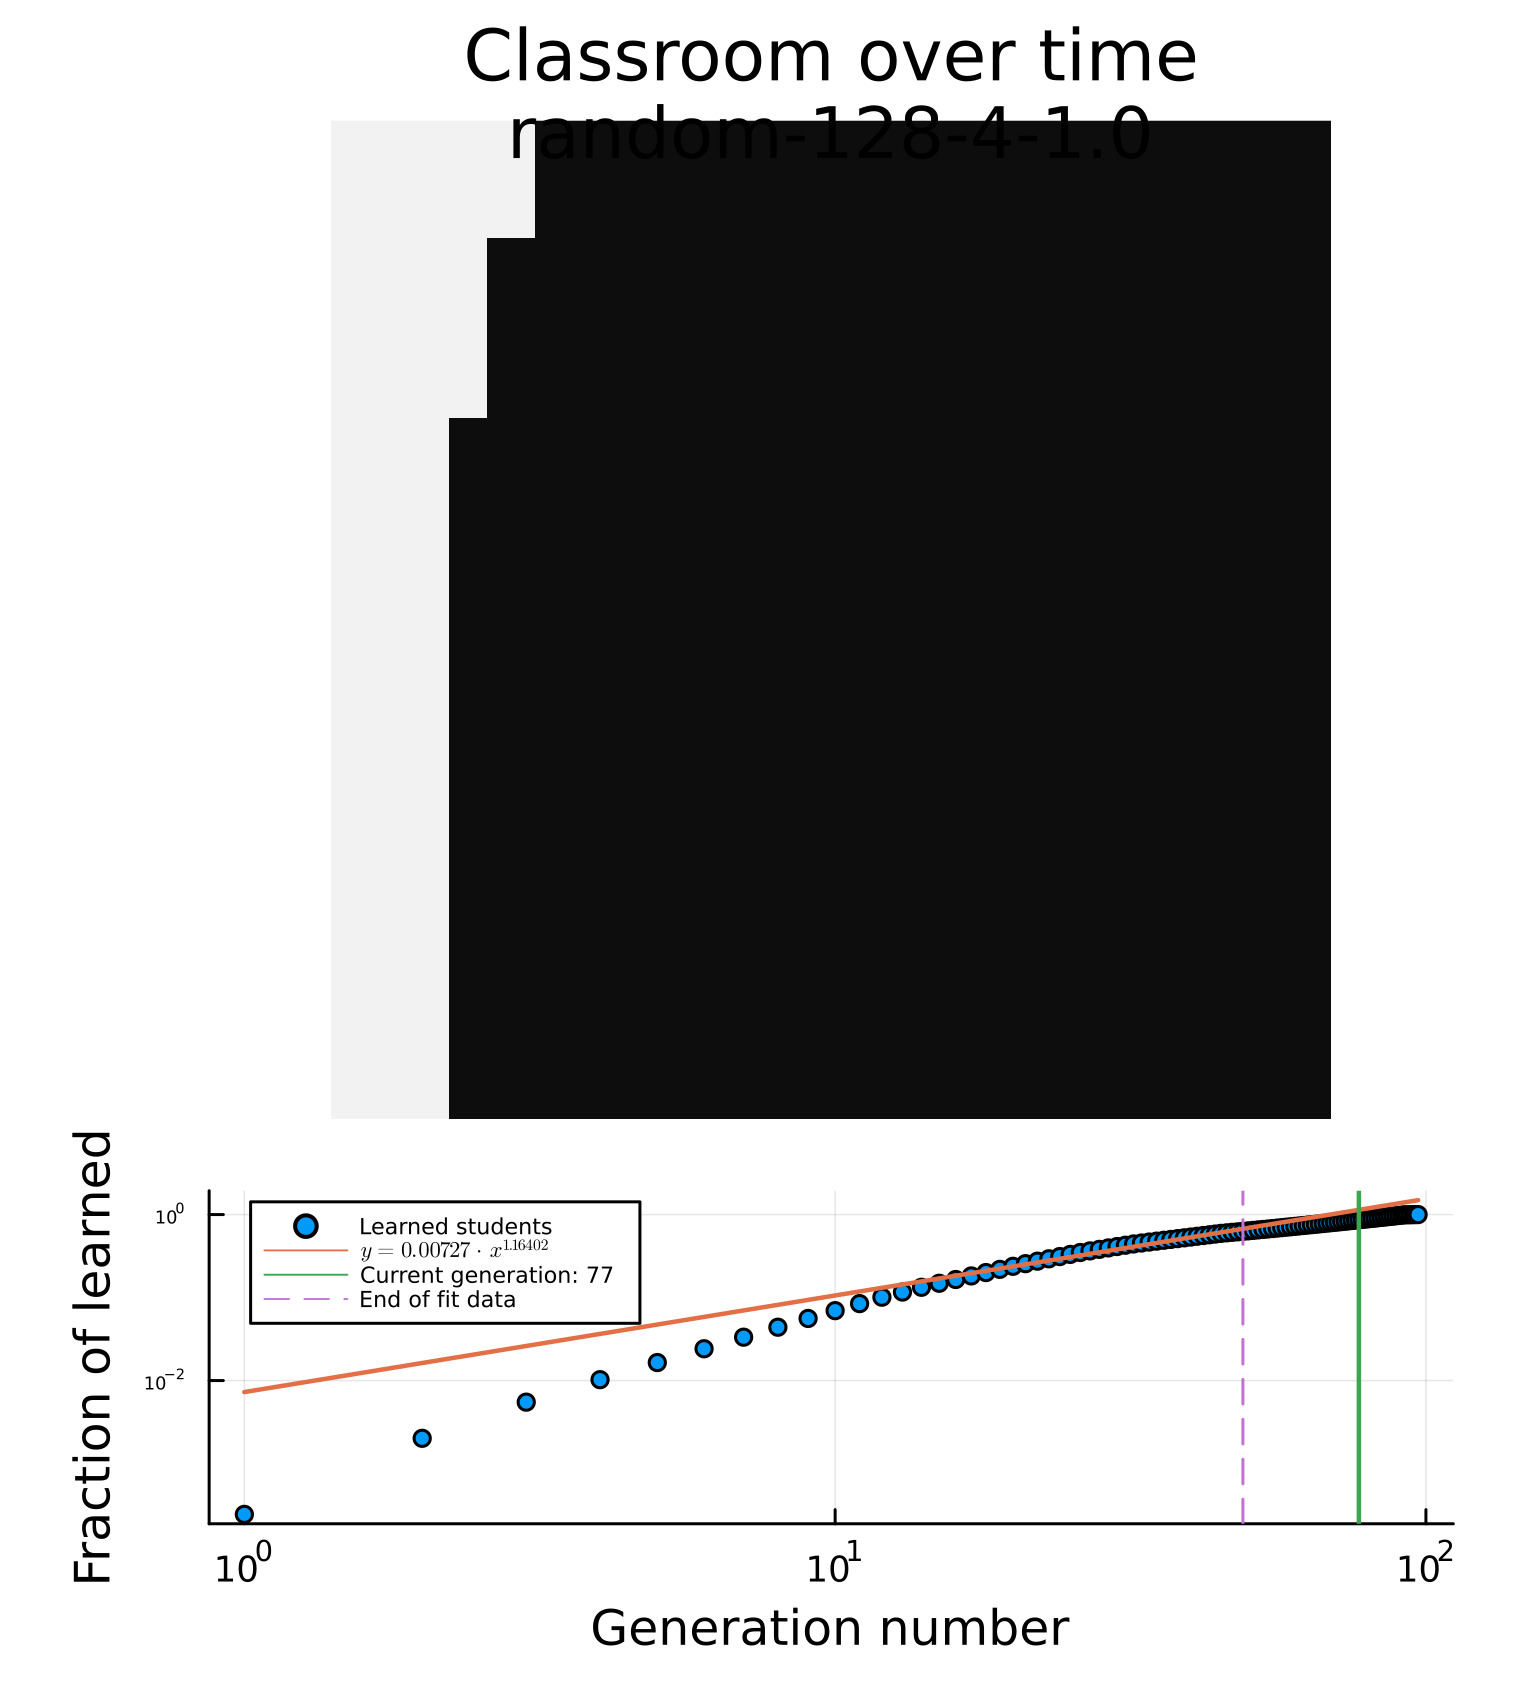 Classroom over time
random-128-4-1.0
Fraction of learned
10⁰
10⁻²
Learned students
y = 0.00727 · x^1.16402
Current generation: 77
End of fit data
10⁰
10¹
10²
Generation number